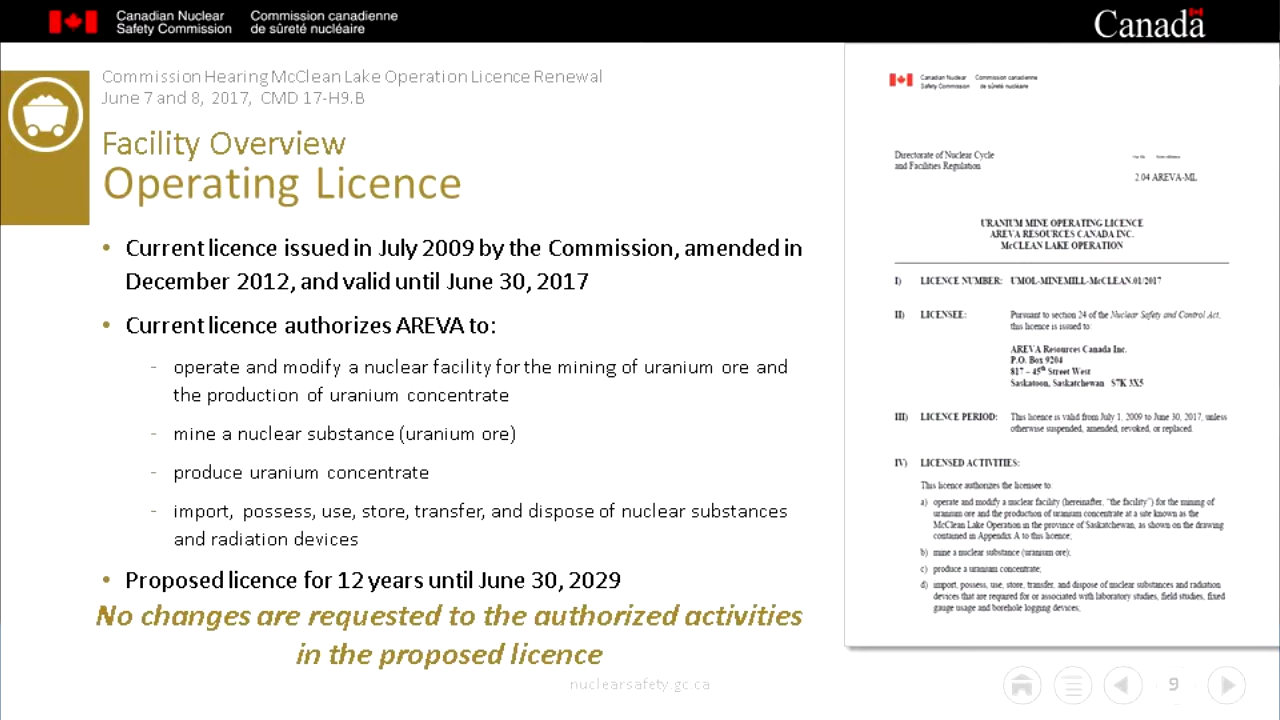 Canadian Nuclear Commission canadienne
Safety Commission de sûreté nucléaire
Canada
Commission Hearing McClean Lake Operation Licence Renewal
June 7 and 8, 2017, CMD 17-H9.B
Facility Overview
Operating Licence
• Current licence issued in July 2009 by the Commission, amended in
December 2012, and valid until June 30, 2017
• Current licence authorizes AREVA to:
- operate and modify a nuclear facility for the mining of uranium ore and
the production of uranium concentrate
- mine a nuclear substance (uranium ore)
- produce uranium concentrate
- import, possess, use, store, transfer, and dispose of nuclear substances
and radiation devices
• Proposed licence for 12 years until June 30, 2029
No changes are requested to the authorized activities
in the proposed licence
nuclearsafety.gc.ca
9
Canadian Nuclear Commission canadienne
Safety Commission de sûreté nucléaire
Directorate of Nuclear Cycle
and Facilities Regulation
2.04 AREVA-ML
URANIUM MINE OPERATING LICENCE
AREVA RESOURCES CANADA INC.
McCLEAN LAKE OPERATION
I) LICENCE NUMBER: UMOL-MINEMILL-McCLEAN.01/2017
II) LICENSEE: Pursuant to section 24 of the Nuclear Safety and Control Act,
this licence is issued to:
AREVA Resources Canada Inc.
P.O. Box 9204
817 – 45th Street West
Saskatoon, Saskatchewan S7K 3X5
III) LICENCE PERIOD: This licence is valid from July 1, 2009 to June 30, 2017, unless
otherwise suspended, amended, revoked, or replaced.
IV) LICENSED ACTIVITIES:
This licence authorizes the licensee to:
a) operate and modify a nuclear facility (hereinafter, “the facility”) for the mining of
uranium ore and the production of uranium concentrate at a site known as the
McClean Lake Operation in the province of Saskatchewan, as shown on the drawing
contained in Appendix A to this licence;
b) mine a nuclear substance (uranium ore);
c) produce a uranium concentrate;
d) import, possess, use, store, transfer, and dispose of nuclear substances and radiation
devices that are required for or associated with laboratory studies, field studies, fixed
gauge usage and borehole logging devices;